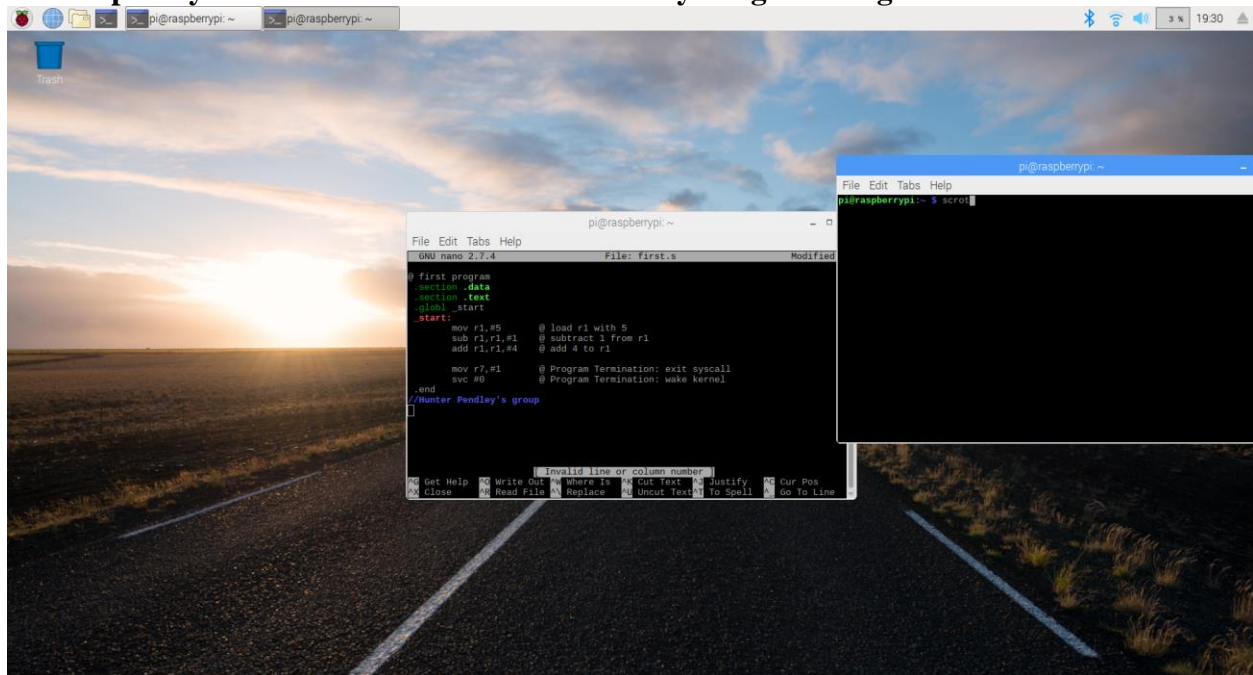 pi@raspberrypi: ~
pi@raspberrypi: ~
3 %
19:30
Trash
pi@raspberrypi: ~
File Edit Tabs Help
pi@raspberrypi:~ $ scrot
pi@raspberrypi: ~
File Edit Tabs Help
GNU nano 2.7.4 File: first.s Modified
@ first program
.section .data
.section .text
.globl _start
_start:
mov r1,#5 @ load r1 with 5
sub r1,r1,#1 @ subtract 1 from r1
add r1,r1,#4 @ add 4 to r1
mov r7,#1 @ Program Termination: exit syscall
svc #0 @ Program Termination: wake kernel
.end
//Hunter Pendley's group
[ Invalid line or column number ]
^G Get Help ^O Write Out ^W Where Is ^K Cut Text ^J Justify ^C Cur Pos
^X Close ^R Read File ^\ Replace ^U Uncut Text ^T To Spell ^_ Go To Line